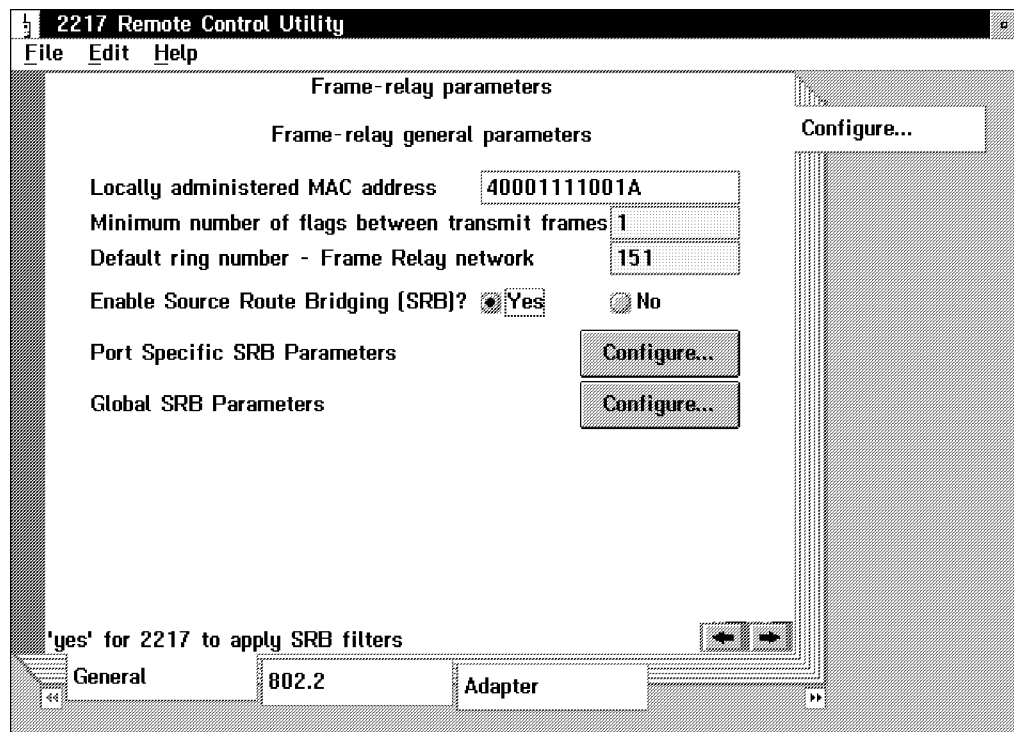 2217 Remote Control Utility
File Edit Help
Frame-relay parameters
Configure...
Frame-relay general parameters
Locally administered MAC address 40001111001A
Minimum number of flags between transmit frames 1
Default ring number - Frame Relay network 151
Enable Source Route Bridging (SRB)? Yes No
Port Specific SRB Parameters Configure...
Global SRB Parameters Configure...
'yes' for 2217 to apply SRB filters
General 802.2 Adapter